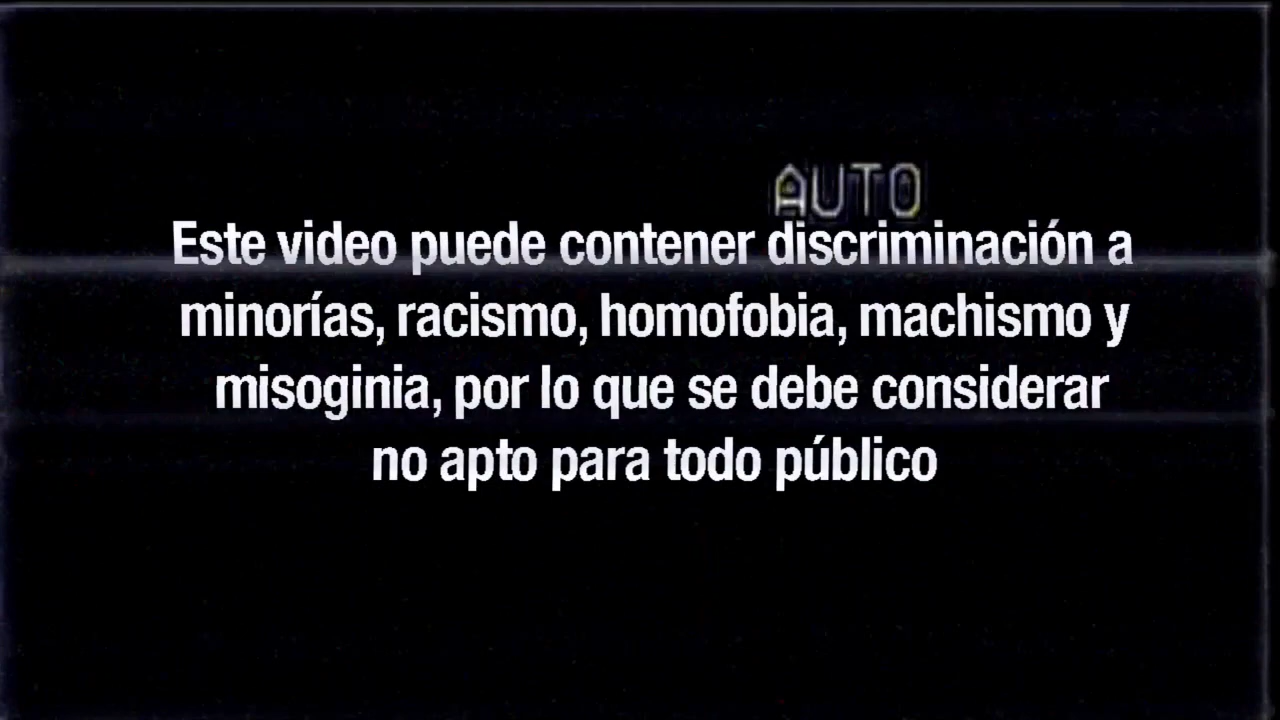 AUTO
Este video puede contener discriminación a
minorías, racismo, homofobia, machismo y
misoginia, por lo que se debe considerar
no apto para todo público